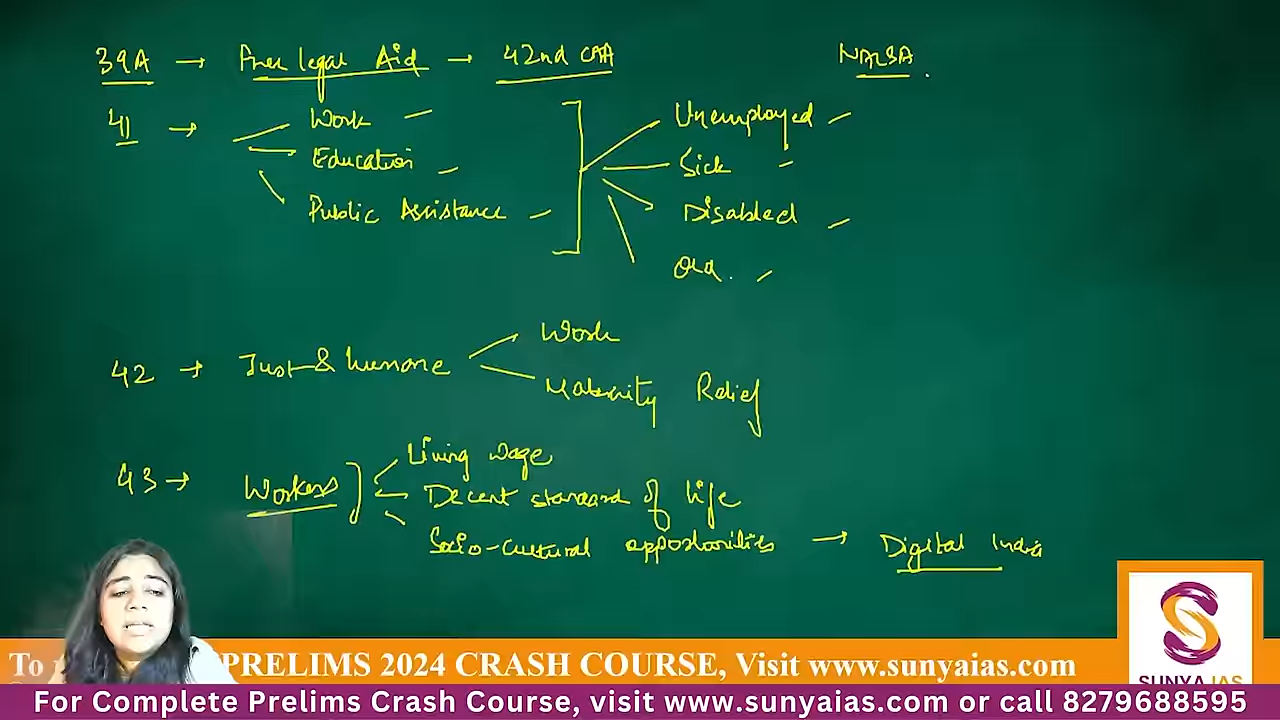 39A → Free legal Aid → 42nd CAA NALSA.
41 → Work
Education
Public Assistance
Unemployed
Sick
Disabled
Old.
42 → Just & humane
Work
Maternity Relief
43 → Workers
Living wage
Decent standard of life
Socio-cultural opportunities → Digital India
To PRELIMS 2024 CRASH COURSE, Visit www.sunyaias.com
SUNYA IAS
For Complete Prelims Crash Course, visit www.sunyaias.com or call 8279688595